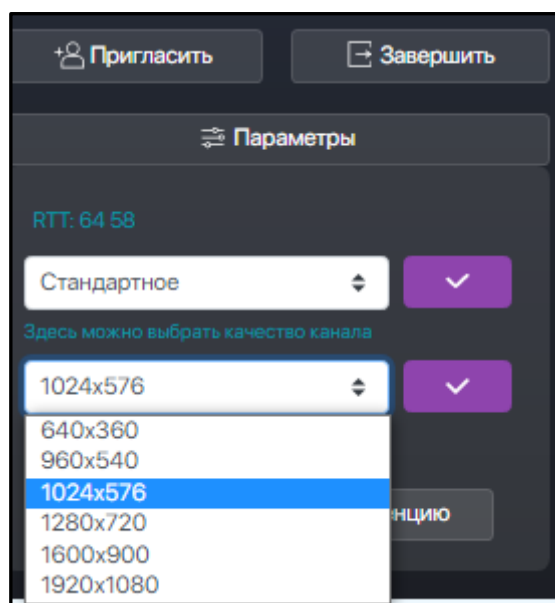 Пригласить
Завершить
Параметры
RTT: 64 58
Стандартное
Здесь можно выбрать качество канала
1024x576
640x360
960x540
1024x576
1280x720
1600x900
1920x1080